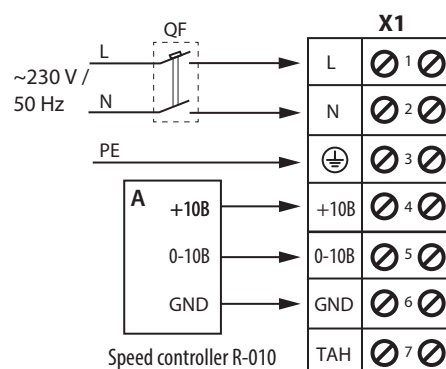 QF
X1
L
~230 V /
50 Hz
N
PE
L 1
N 2
3
A
+10B
0-10B
GND
+10B 4
0-10B 5
GND 6
TAH 7
Speed controller R-010